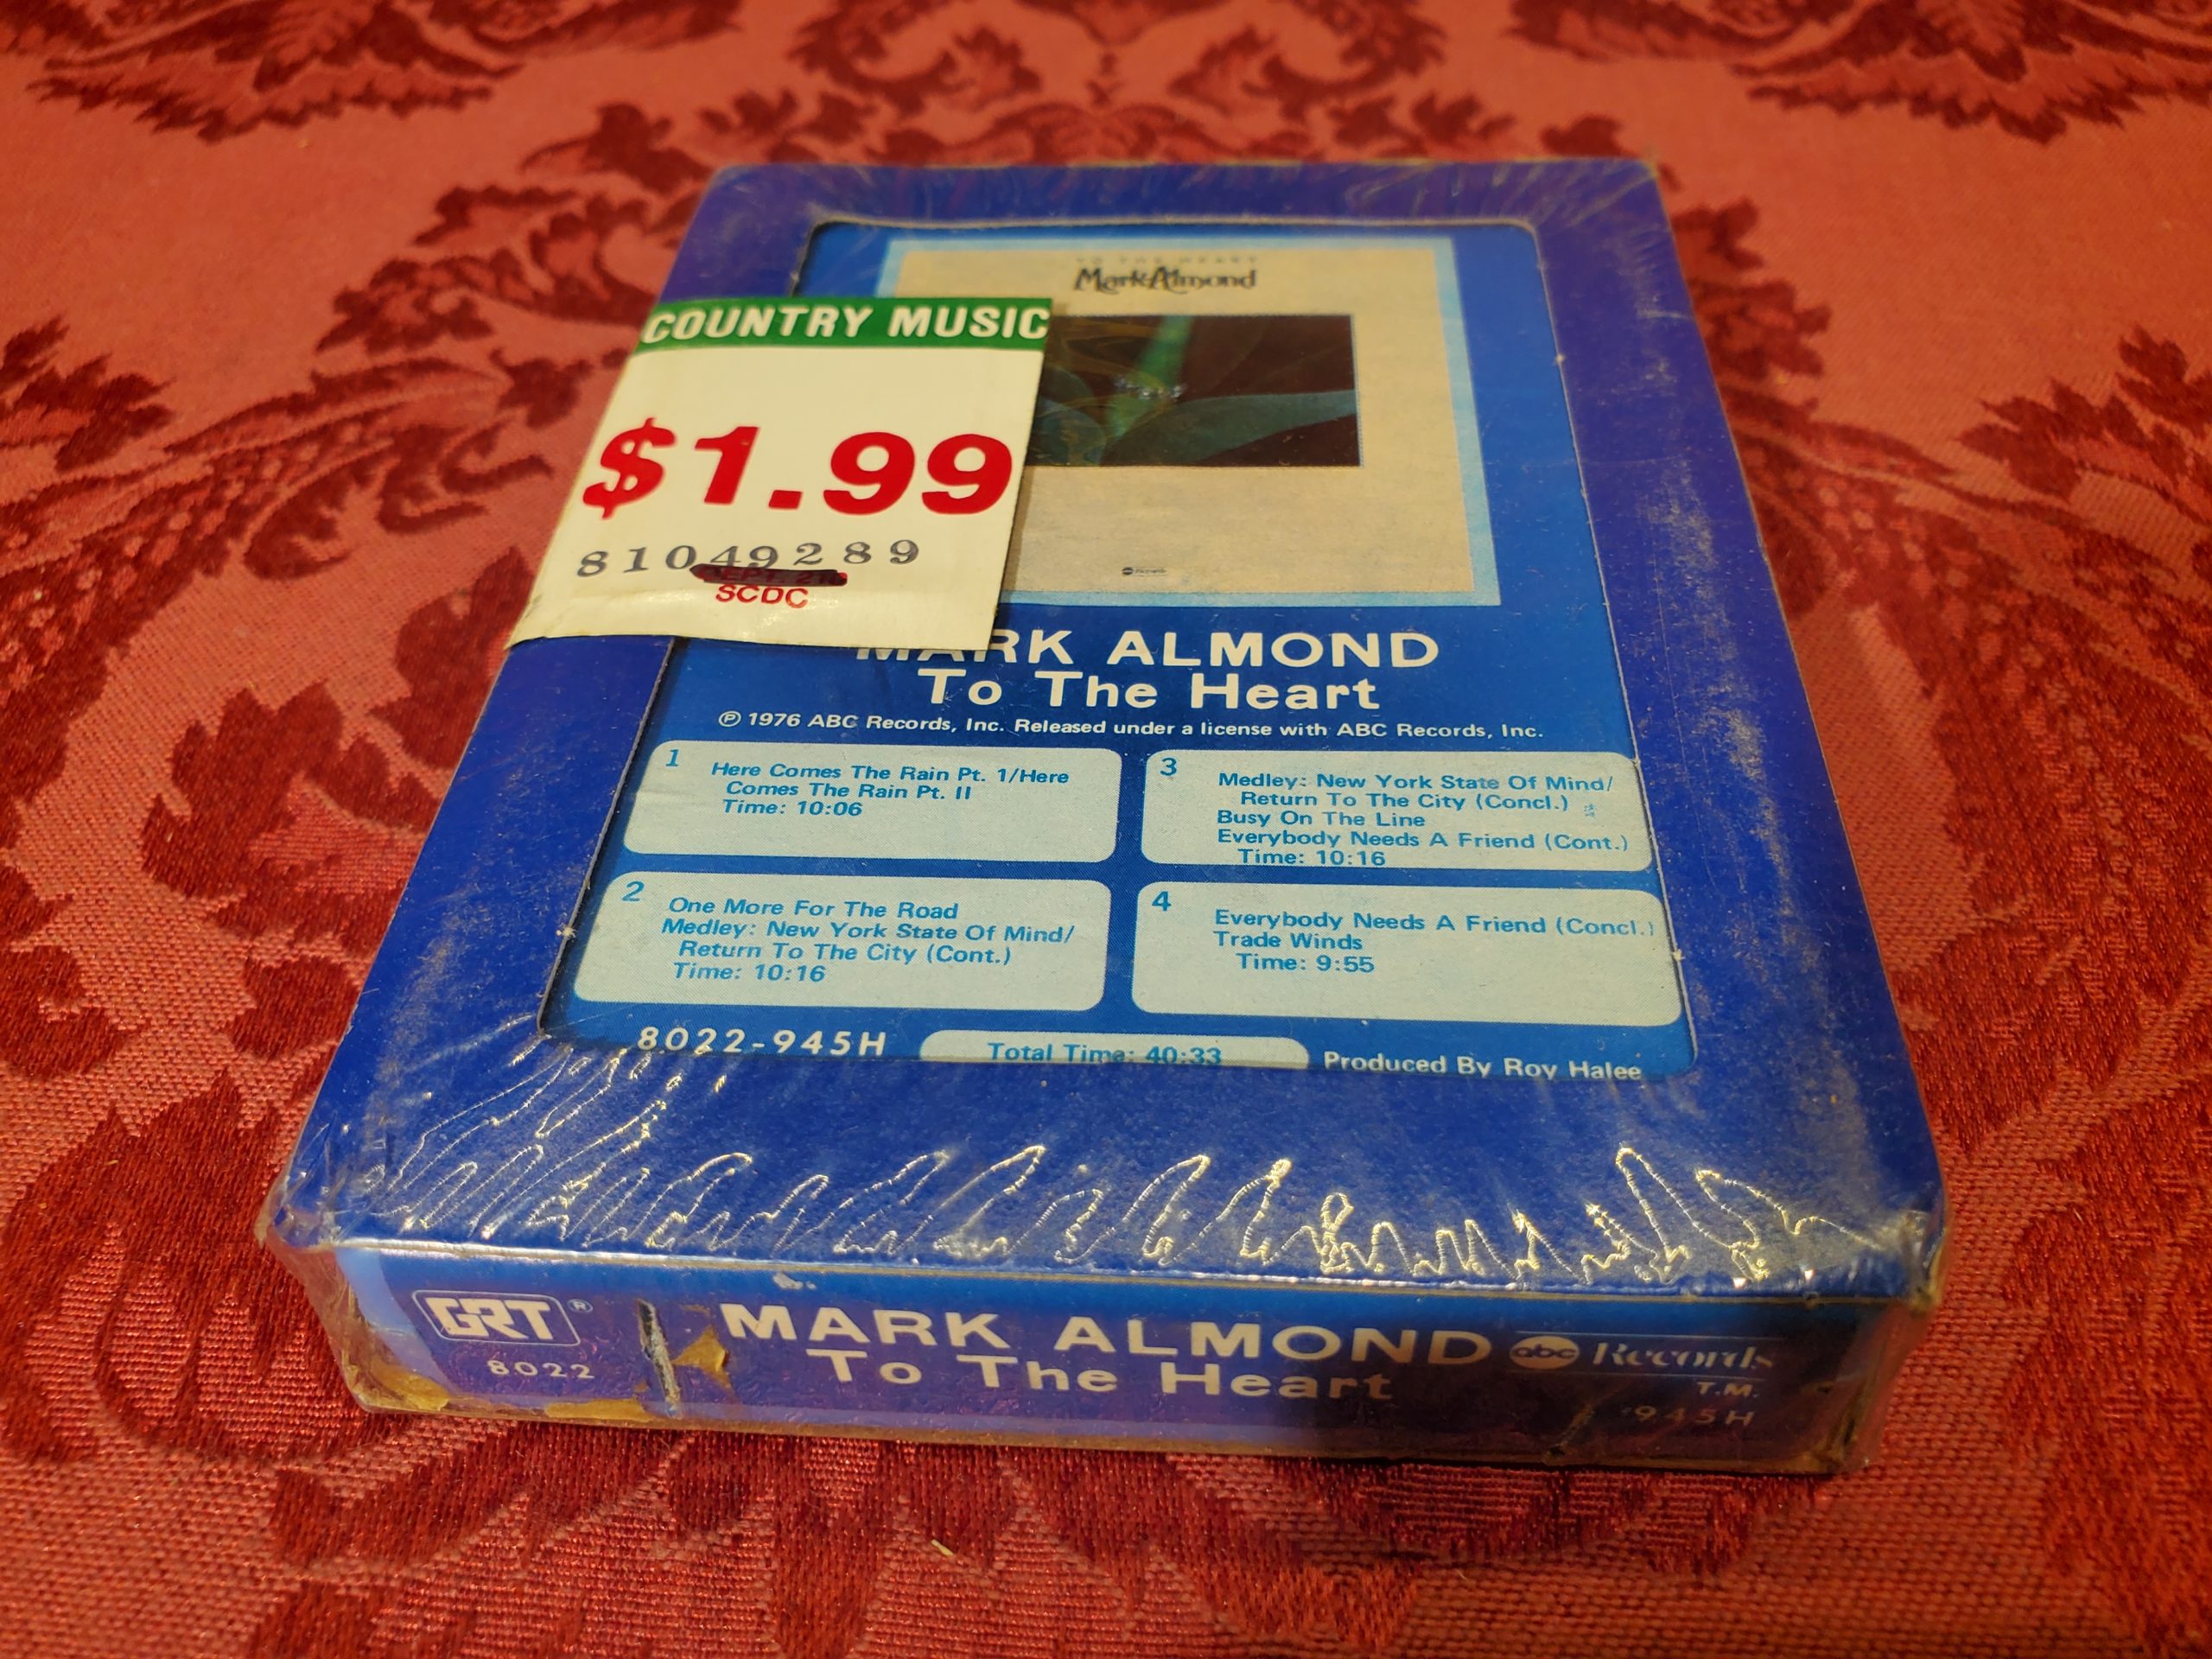 COUNTRY MUSIC
$1.99
81049289
SCDC
TO THE HEART
Mark-Almond
MARK ALMOND
To The Heart
℗ 1976 ABC Records, Inc. Released under a license with ABC Records, Inc.
1
Here Comes The Rain Pt. 1/Here
Comes The Rain Pt. II
Time: 10:06
2
One More For The Road
Medley: New York State Of Mind/
Return To The City (Cont.)
Time: 10:16
3
Medley: New York State Of Mind/
Return To The City (Concl.)
Busy On The Line
Everybody Needs A Friend (Cont.)
Time: 10:16
4
Everybody Needs A Friend (Concl.)
Trade Winds
Time: 9:55
8022-945H
Total Time: 40:33
Produced By Roy Halee
GRT®
8022
MARK ALMOND
To The Heart
abc Records
T.M.
945H